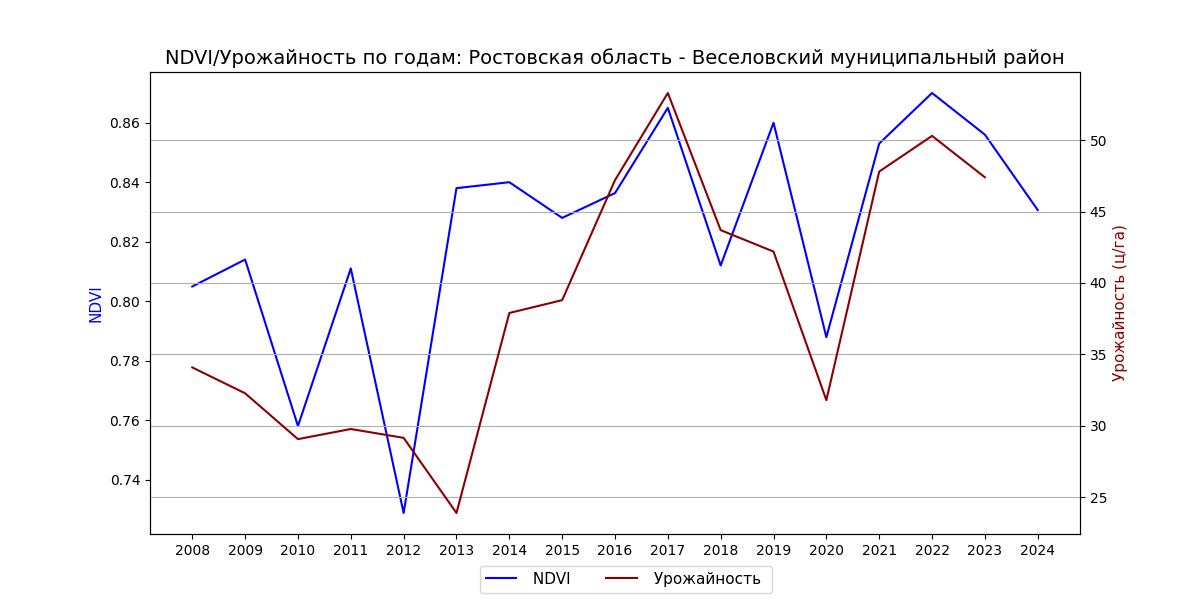 NDVI/Урожайность по годам: Ростовская область - Веселовский муниципальный район
0.86
0.84
0.82
0.80
0.78
0.76
0.74
NDVI
50
45
40
35
30
25
Урожайность (ц/га)
2008 2009 2010 2011 2012 2013 2014 2015 2016 2017 2018 2019 2020 2021 2022 2023 2024
NDVI Урожайность